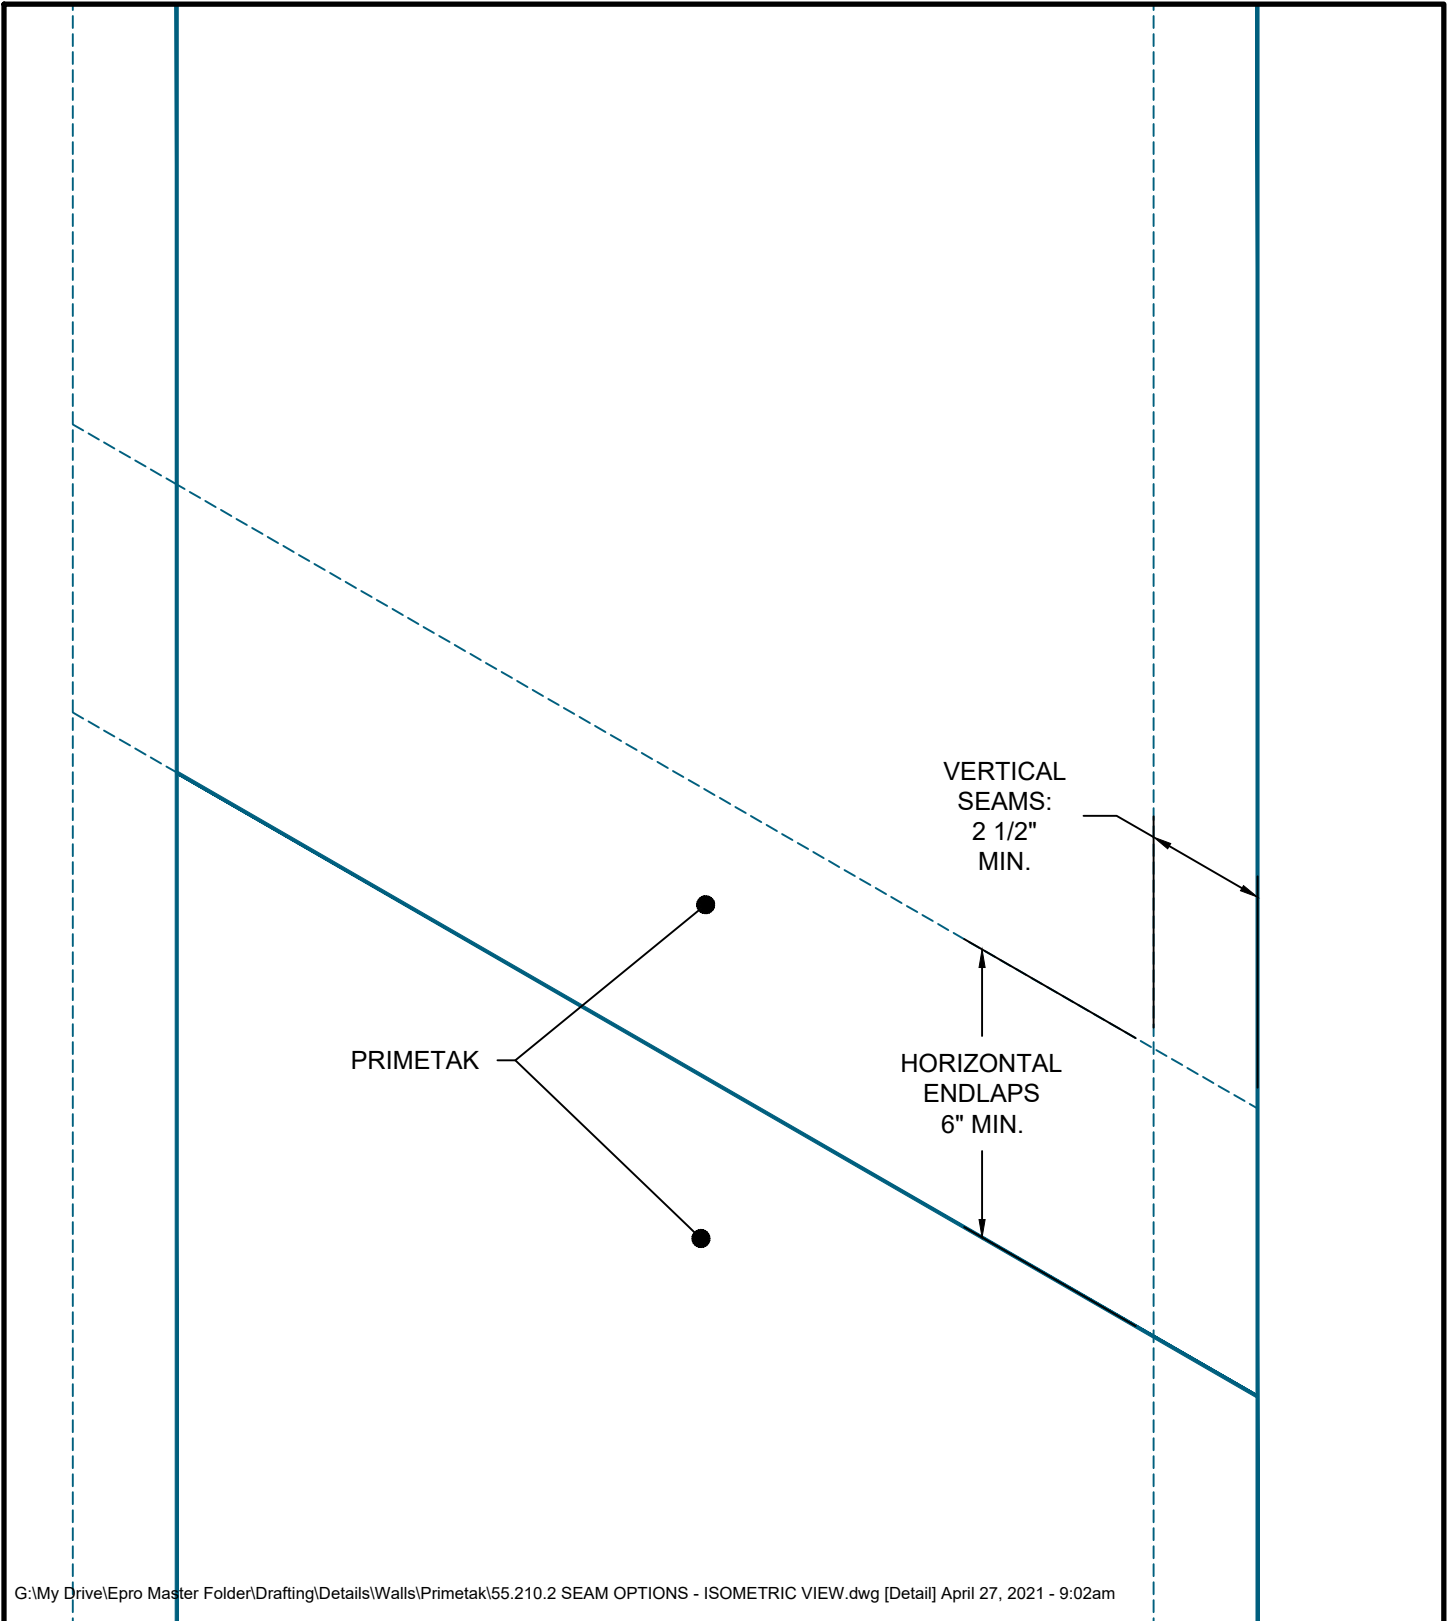 VERTICAL
SEAMS:
2 1/2"
MIN.
PRIMETAK
HORIZONTAL
ENDLAPS
6" MIN.
G:\My Drive\Epro Master Folder\Drafting\Details\Walls\Primetak\55.210.2 SEAM OPTIONS - ISOMETRIC VIEW.dwg [Detail] April 27, 2021 - 9:02am